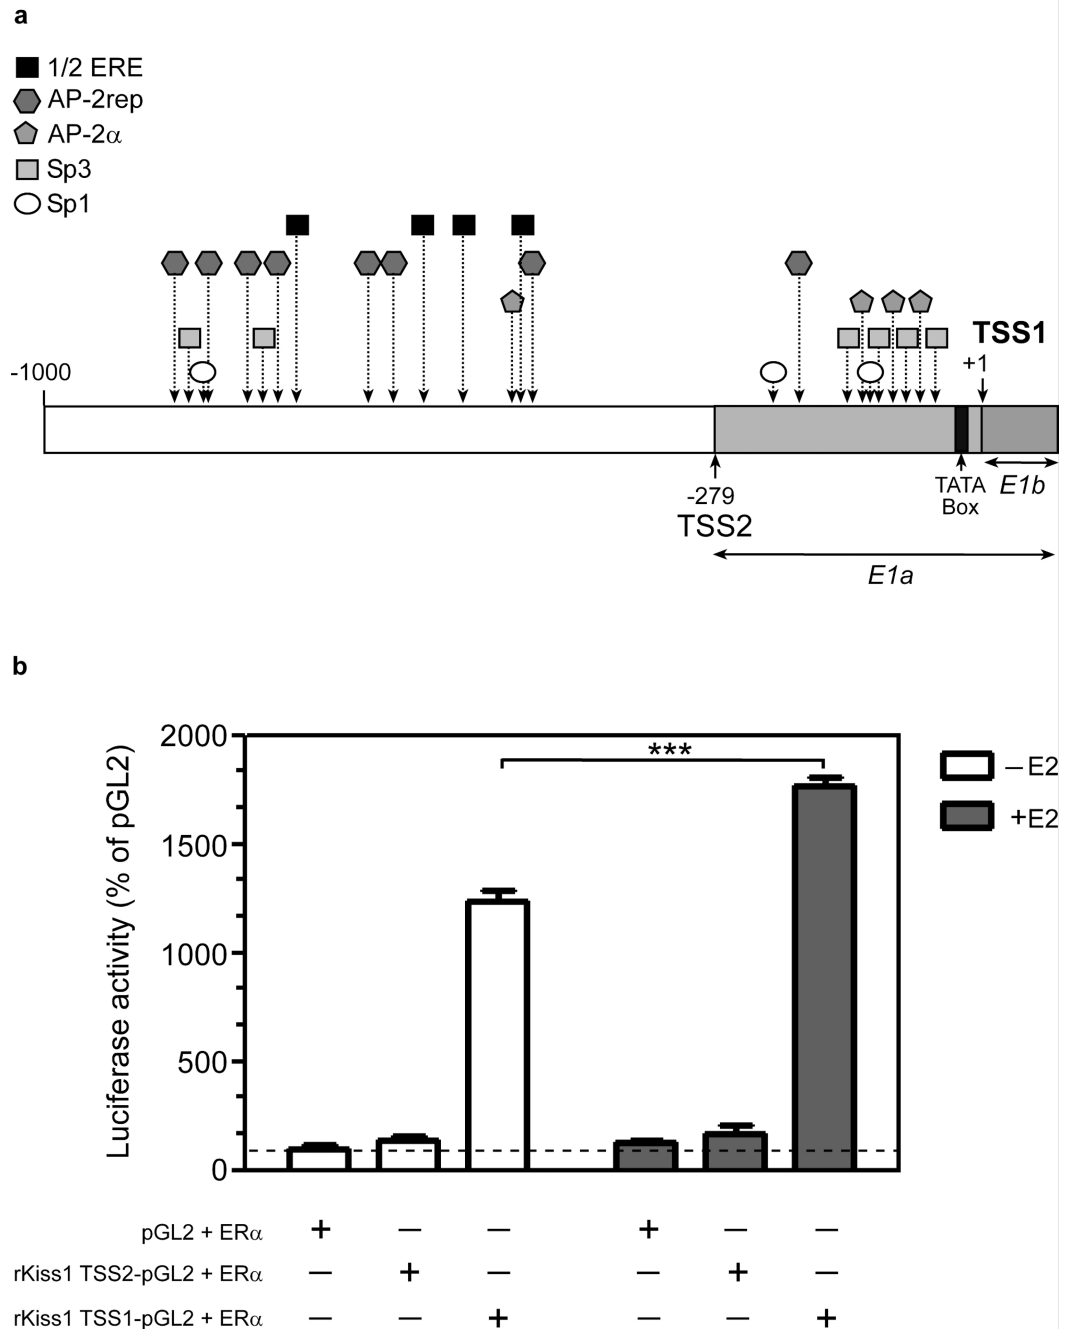 a
1/2 ERE
AP-2rep
AP-2α
Sp3
Sp1
-1000
TSS1
+1
-279
TSS2
TATA
Box
E1b
E1a
b
Luciferase activity (% of pGL2)
2000
1500
1000
500
0
***
– E2
+E2
pGL2 + ERα + – – + – –
rKiss1 TSS2-pGL2 + ERα – + – – + –
rKiss1 TSS1-pGL2 + ERα – – + – – +